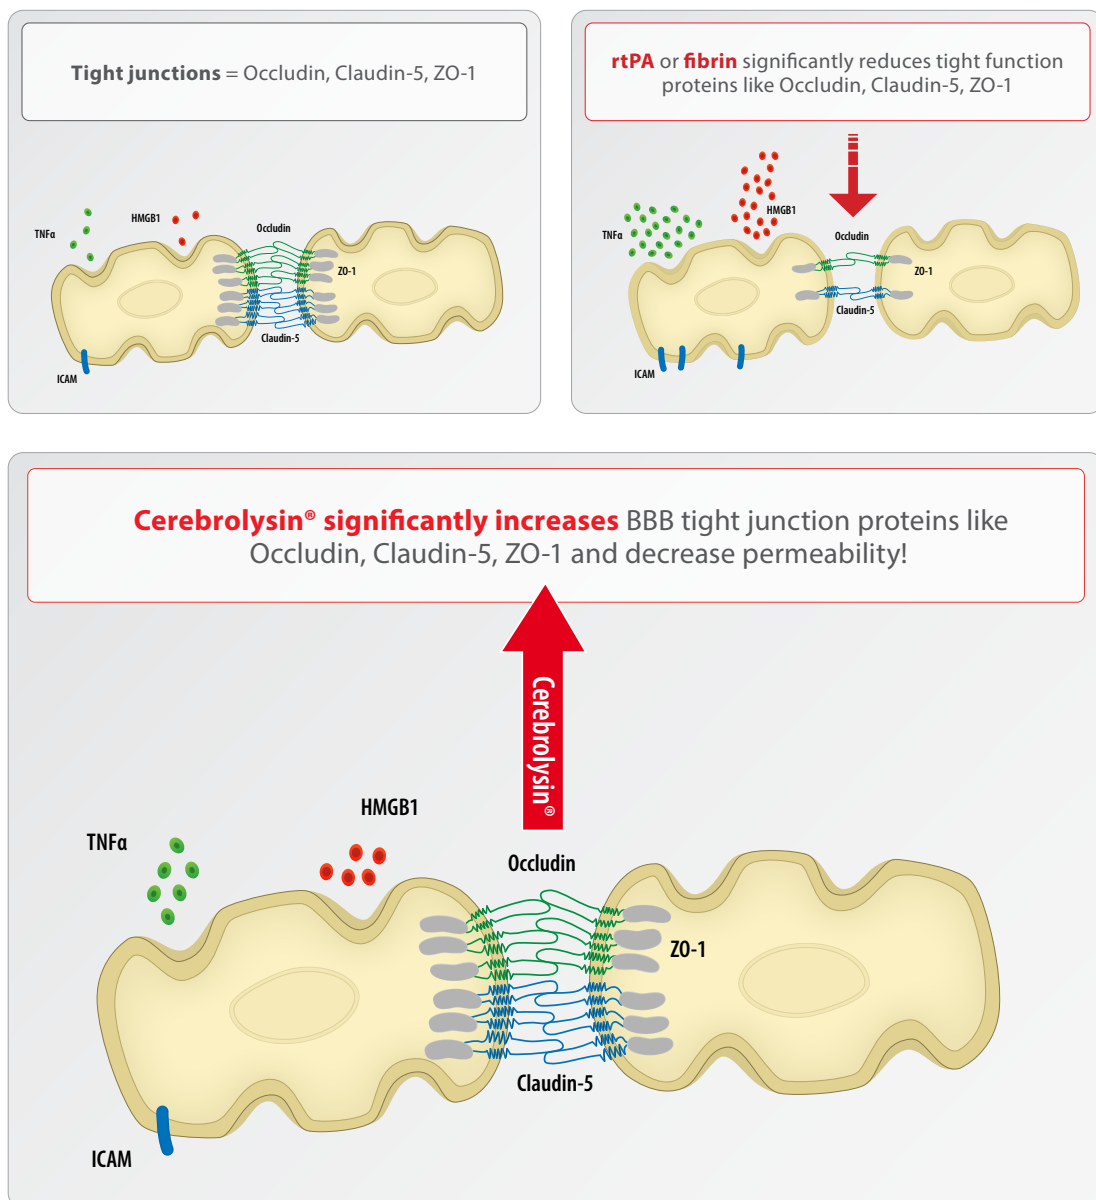 Tight junctions = Occludin, Claudin-5, ZO-1
TNFα
HMGB1
Occludin
ZO-1
Claudin-5
ICAM
rtPA or fibrin significantly reduces tight function
proteins like Occludin, Claudin-5, ZO-1
TNFα
HMGB1
Occludin
ZO-1
Claudin-5
ICAM
Cerebrolysin® significantly increases BBB tight junction proteins like
Occludin, Claudin-5, ZO-1 and decrease permeability!
Cerebrolysin®
TNFα
HMGB1
Occludin
ZO-1
Claudin-5
ICAM